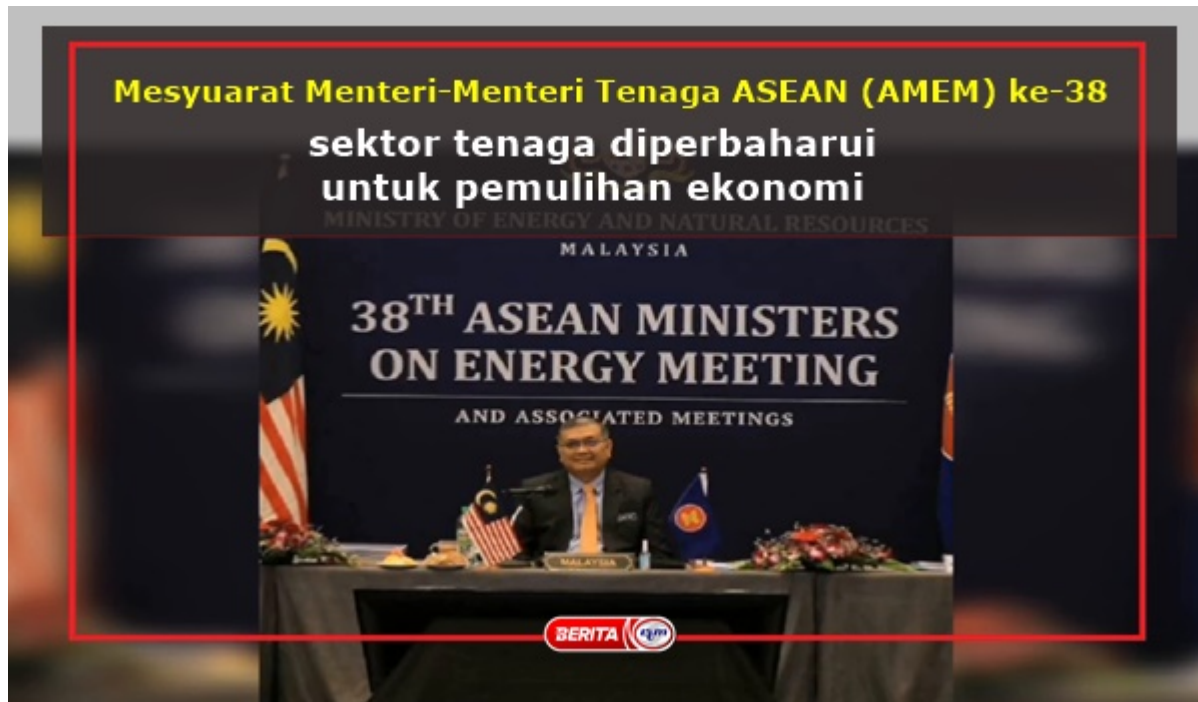 Mesyuarat Menteri-Menteri Tenaga ASEAN (AMEM) ke-38
sektor tenaga diperbaharui
untuk pemulihan ekonomi
MINISTRY OF ENERGY AND NATURAL RESOURCES
MALAYSIA
38TH ASEAN MINISTERS
ON ENERGY MEETING
AND ASSOCIATED MEETINGS
MALAYSIA
BERITA rtm